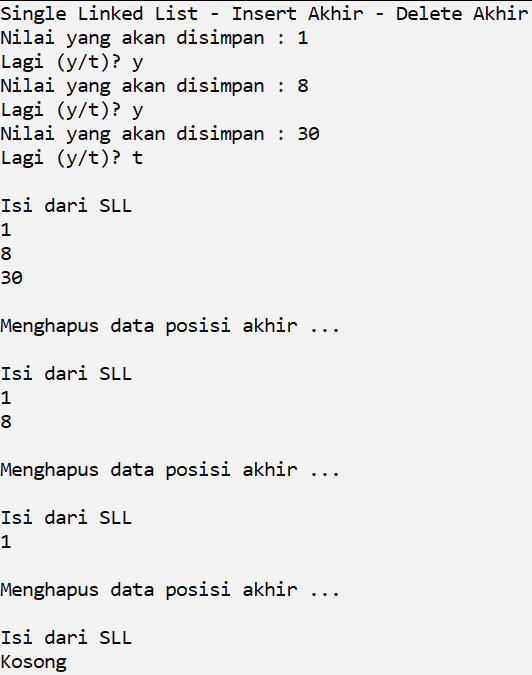 Single Linked List - Insert Akhir - Delete Akhir
Nilai yang akan disimpan : 1
Lagi (y/t)? y
Nilai yang akan disimpan : 8
Lagi (y/t)? y
Nilai yang akan disimpan : 30
Lagi (y/t)? t
Isi dari SLL
1
8
30
Menghapus data posisi akhir ...
Isi dari SLL
1
8
Menghapus data posisi akhir ...
Isi dari SLL
1
Menghapus data posisi akhir ...
Isi dari SLL
Kosong